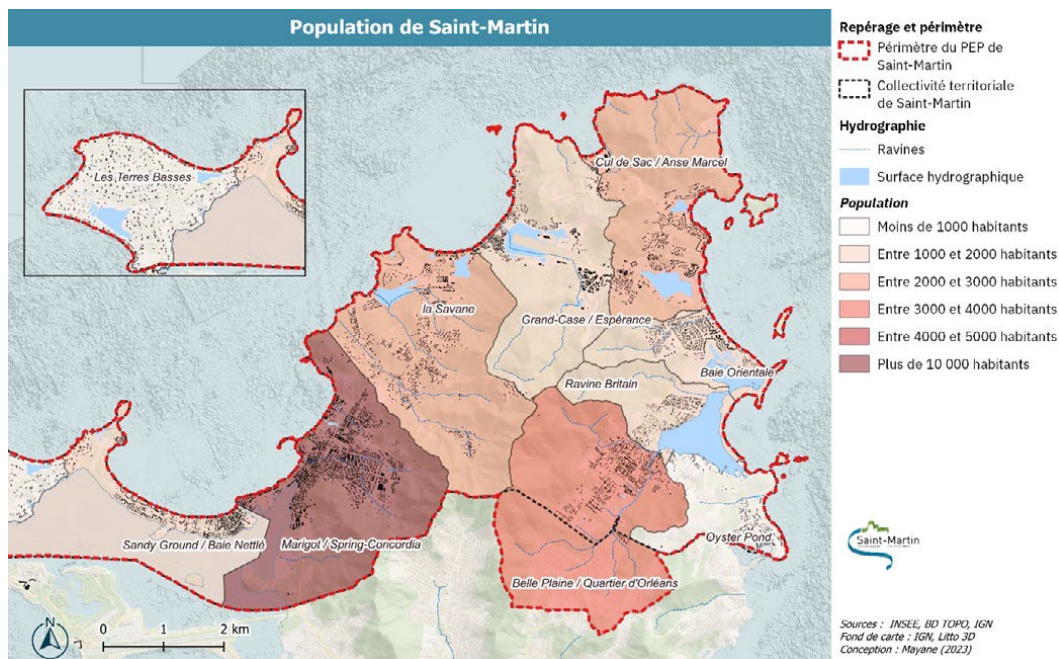 Population de Saint-Martin
Les Terres Basses
Cul de Sac / Anse Marcel
la Savane
Grand-Case / Espérance
Baie Orientale
Ravine Britain
Sandy Ground / Baie Nettlé
Marigot / Spring-Concordia
Oyster Pond
Belle Plaine / Quartier d'Orléans
N
0 1 2 km
Repérage et périmètre
Périmètre du PEP de
Saint-Martin
Collectivité territoriale
de Saint-Martin
Hydrographie
Ravines
Surface hydrographique
Population
Moins de 1000 habitants
Entre 1000 et 2000 habitants
Entre 2000 et 3000 habitants
Entre 3000 et 4000 habitants
Entre 4000 et 5000 habitants
Plus de 10 000 habitants
Saint-Martin
Sources : INSEE, BD TOPO, IGN
Fond de carte : IGN, Litto 3D
Conception : Mayane (2023)